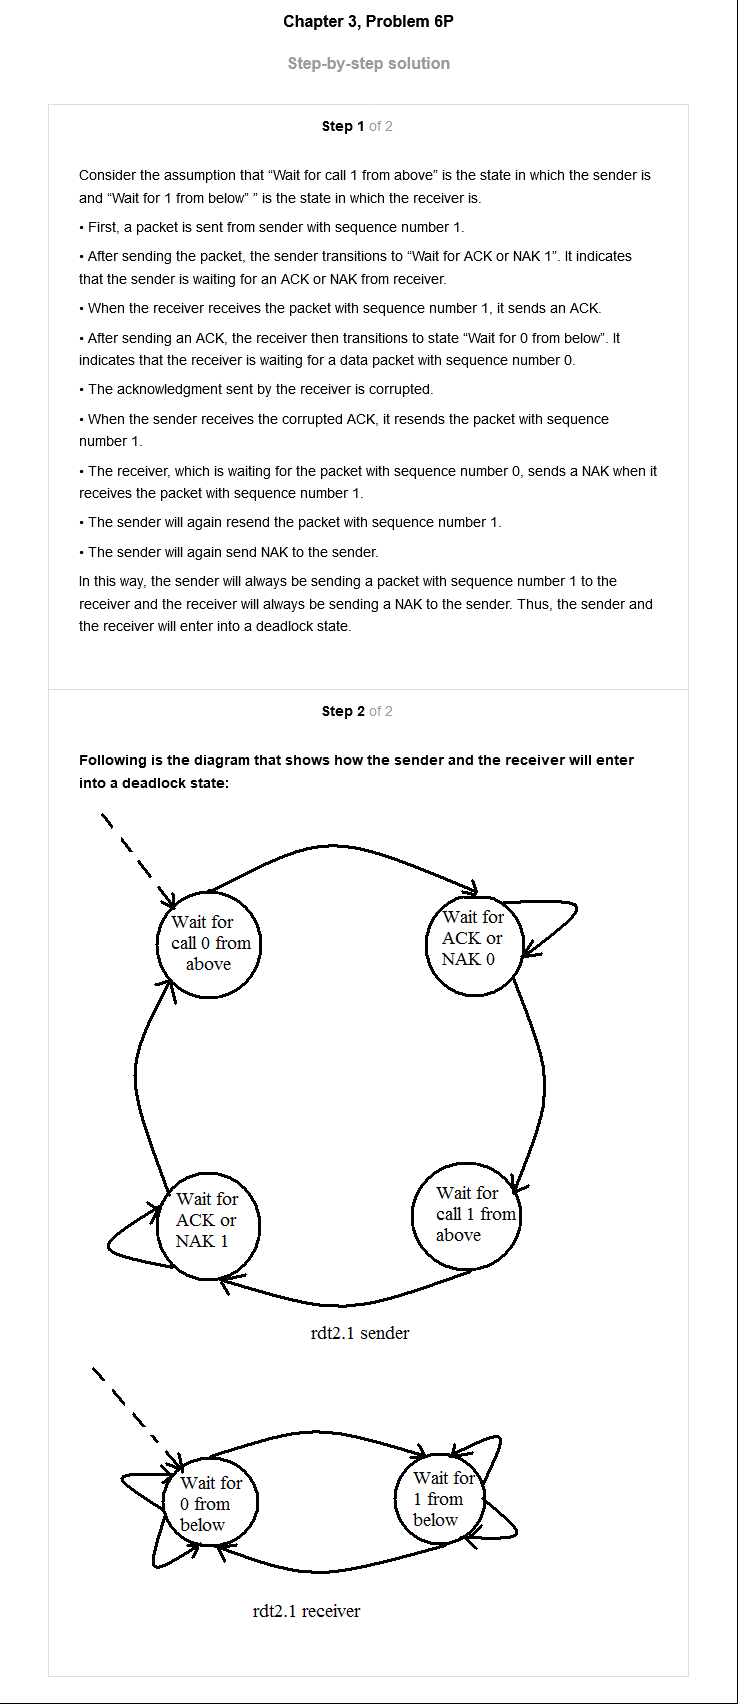 Chapter 3, Problem 6P
Step-by-step solution
Step 1 of 2
Consider the assumption that “Wait for call 1 from above” is the state in which the sender is
and “Wait for 1 from below” ” is the state in which the receiver is.
• First, a packet is sent from sender with sequence number 1.
• After sending the packet, the sender transitions to “Wait for ACK or NAK 1”. It indicates
that the sender is waiting for an ACK or NAK from receiver.
• When the receiver receives the packet with sequence number 1, it sends an ACK.
• After sending an ACK, the receiver then transitions to state “Wait for 0 from below”. It
indicates that the receiver is waiting for a data packet with sequence number 0.
• The acknowledgment sent by the receiver is corrupted.
• When the sender receives the corrupted ACK, it resends the packet with sequence
number 1.
• The receiver, which is waiting for the packet with sequence number 0, sends a NAK when it
receives the packet with sequence number 1.
• The sender will again resend the packet with sequence number 1.
• The sender will again send NAK to the sender.
In this way, the sender will always be sending a packet with sequence number 1 to the
receiver and the receiver will always be sending a NAK to the sender. Thus, the sender and
the receiver will enter into a deadlock state.
Step 2 of 2
Following is the diagram that shows how the sender and the receiver will enter
into a deadlock state:
Wait for
call 0 from
above
Wait for
ACK or
NAK 0
Wait for
ACK or
NAK 1
Wait for
call 1 from
above
rdt2.1 sender
Wait for
0 from
below
Wait for
1 from
below
rdt2.1 receiver